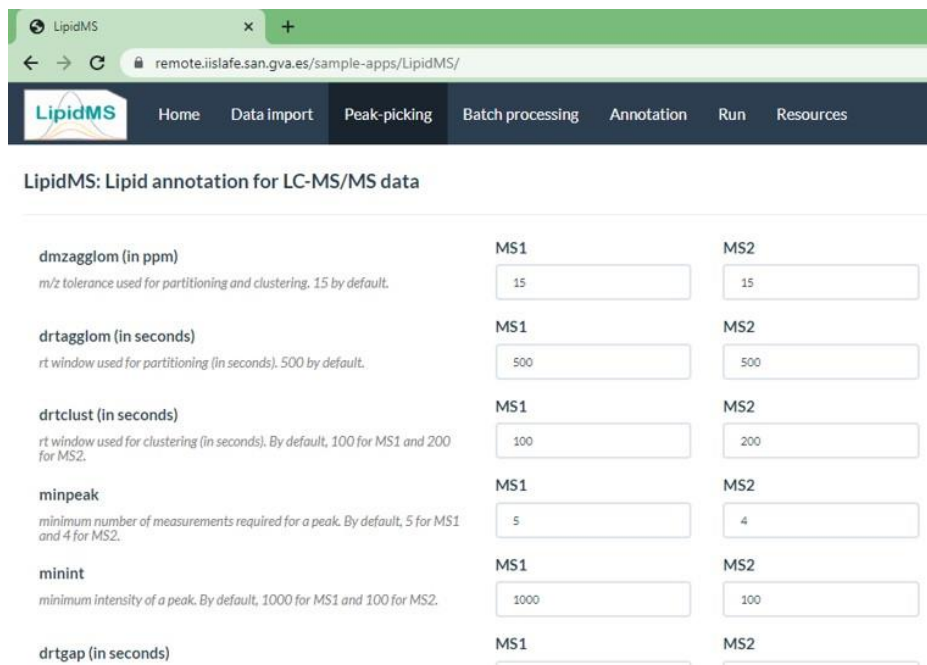 LipidMS
remote.iislafe.san.gva.es/sample-apps/LipidMS/
LipidMS Home Data import Peak-picking Batch processing Annotation Run Resources
LipidMS: Lipid annotation for LC-MS/MS data
dmzagglom (in ppm) MS1 MS2
m/z tolerance used for partitioning and clustering. 15 by default. 15 15
drtagglom (in seconds) MS1 MS2
rt window used for partitioning (in seconds). 500 by default. 500 500
drtclust (in seconds) MS1 MS2
rt window used for clustering (in seconds). By default, 100 for MS1 and 200 100 200
for MS2.
minpeak MS1 MS2
minimum number of measurements required for a peak. By default, 5 for MS1 5 4
and 4 for MS2.
minint MS1 MS2
minimum intensity of a peak. By default, 1000 for MS1 and 100 for MS2. 1000 100
drtgap (in seconds) MS1 MS2